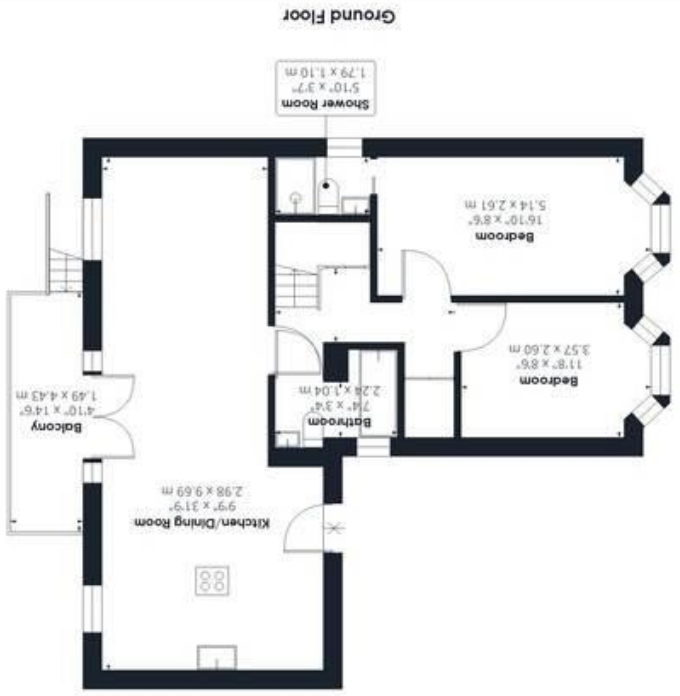 Kitchen/Dining Room
9'9" x 31'9"
2.98 x 9.69 m
Balcony
4'10" x 14'6"
1.49 x 4.43 m
Bathroom
7'4" x 3'4"
2.24 x 1.04 m
Bedroom
11'8" x 8'6"
3.57 x 2.60 m
Bedroom
16'10" x 8'6"
5.14 x 2.61 m
Shower Room
5'10" x 3'7"
1.79 x 1.10 m
Ground Floor